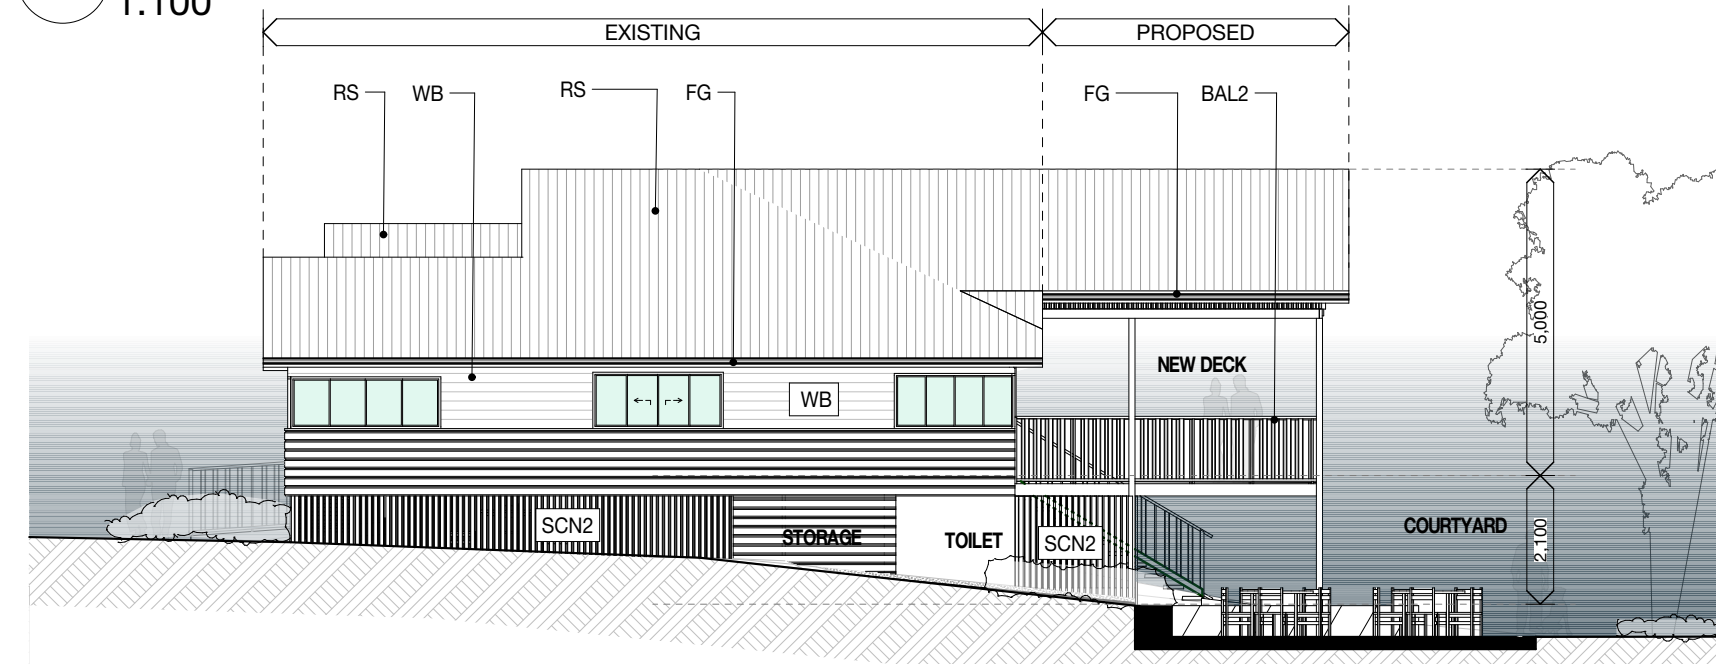 1:100
EXISTING
PROPOSED
RS
WB
RS
FG
FG
BAL2
NEW DECK
WB
5,000
SCN2
STORAGE
TOILET
SCN2
COURTYARD
2,100